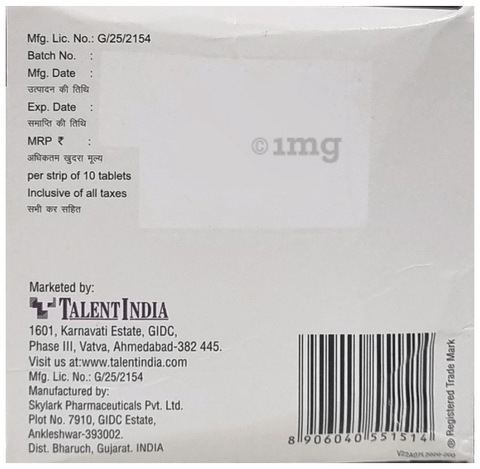 Mfg. Lic. No.: G/25/2154
Batch No. :
Mfg. Date :
उत्पादन की तिथि
Exp. Date :
समाप्ति की तिथि
MRP ₹ :
अधिकतम खुदरा मूल्य
per strip of 10 tablets
Inclusive of all taxes
सभी कर सहित
©1mg
Marketed by:
TALENTINDIA
1601, Karnavati Estate, GIDC,
Phase III, Vatva, Ahmedabad-382 445.
Visit us at:www.talentindia.com
Mfg. Lic. No.: G/25/2154
Manufactured by:
Skylark Pharmaceuticals Pvt. Ltd.
Plot No. 7910, GIDC Estate,
Ankleshwar-393002.
Dist. Bharuch, Gujarat. INDIA
8 906040 551514
® Registered Trade Mark